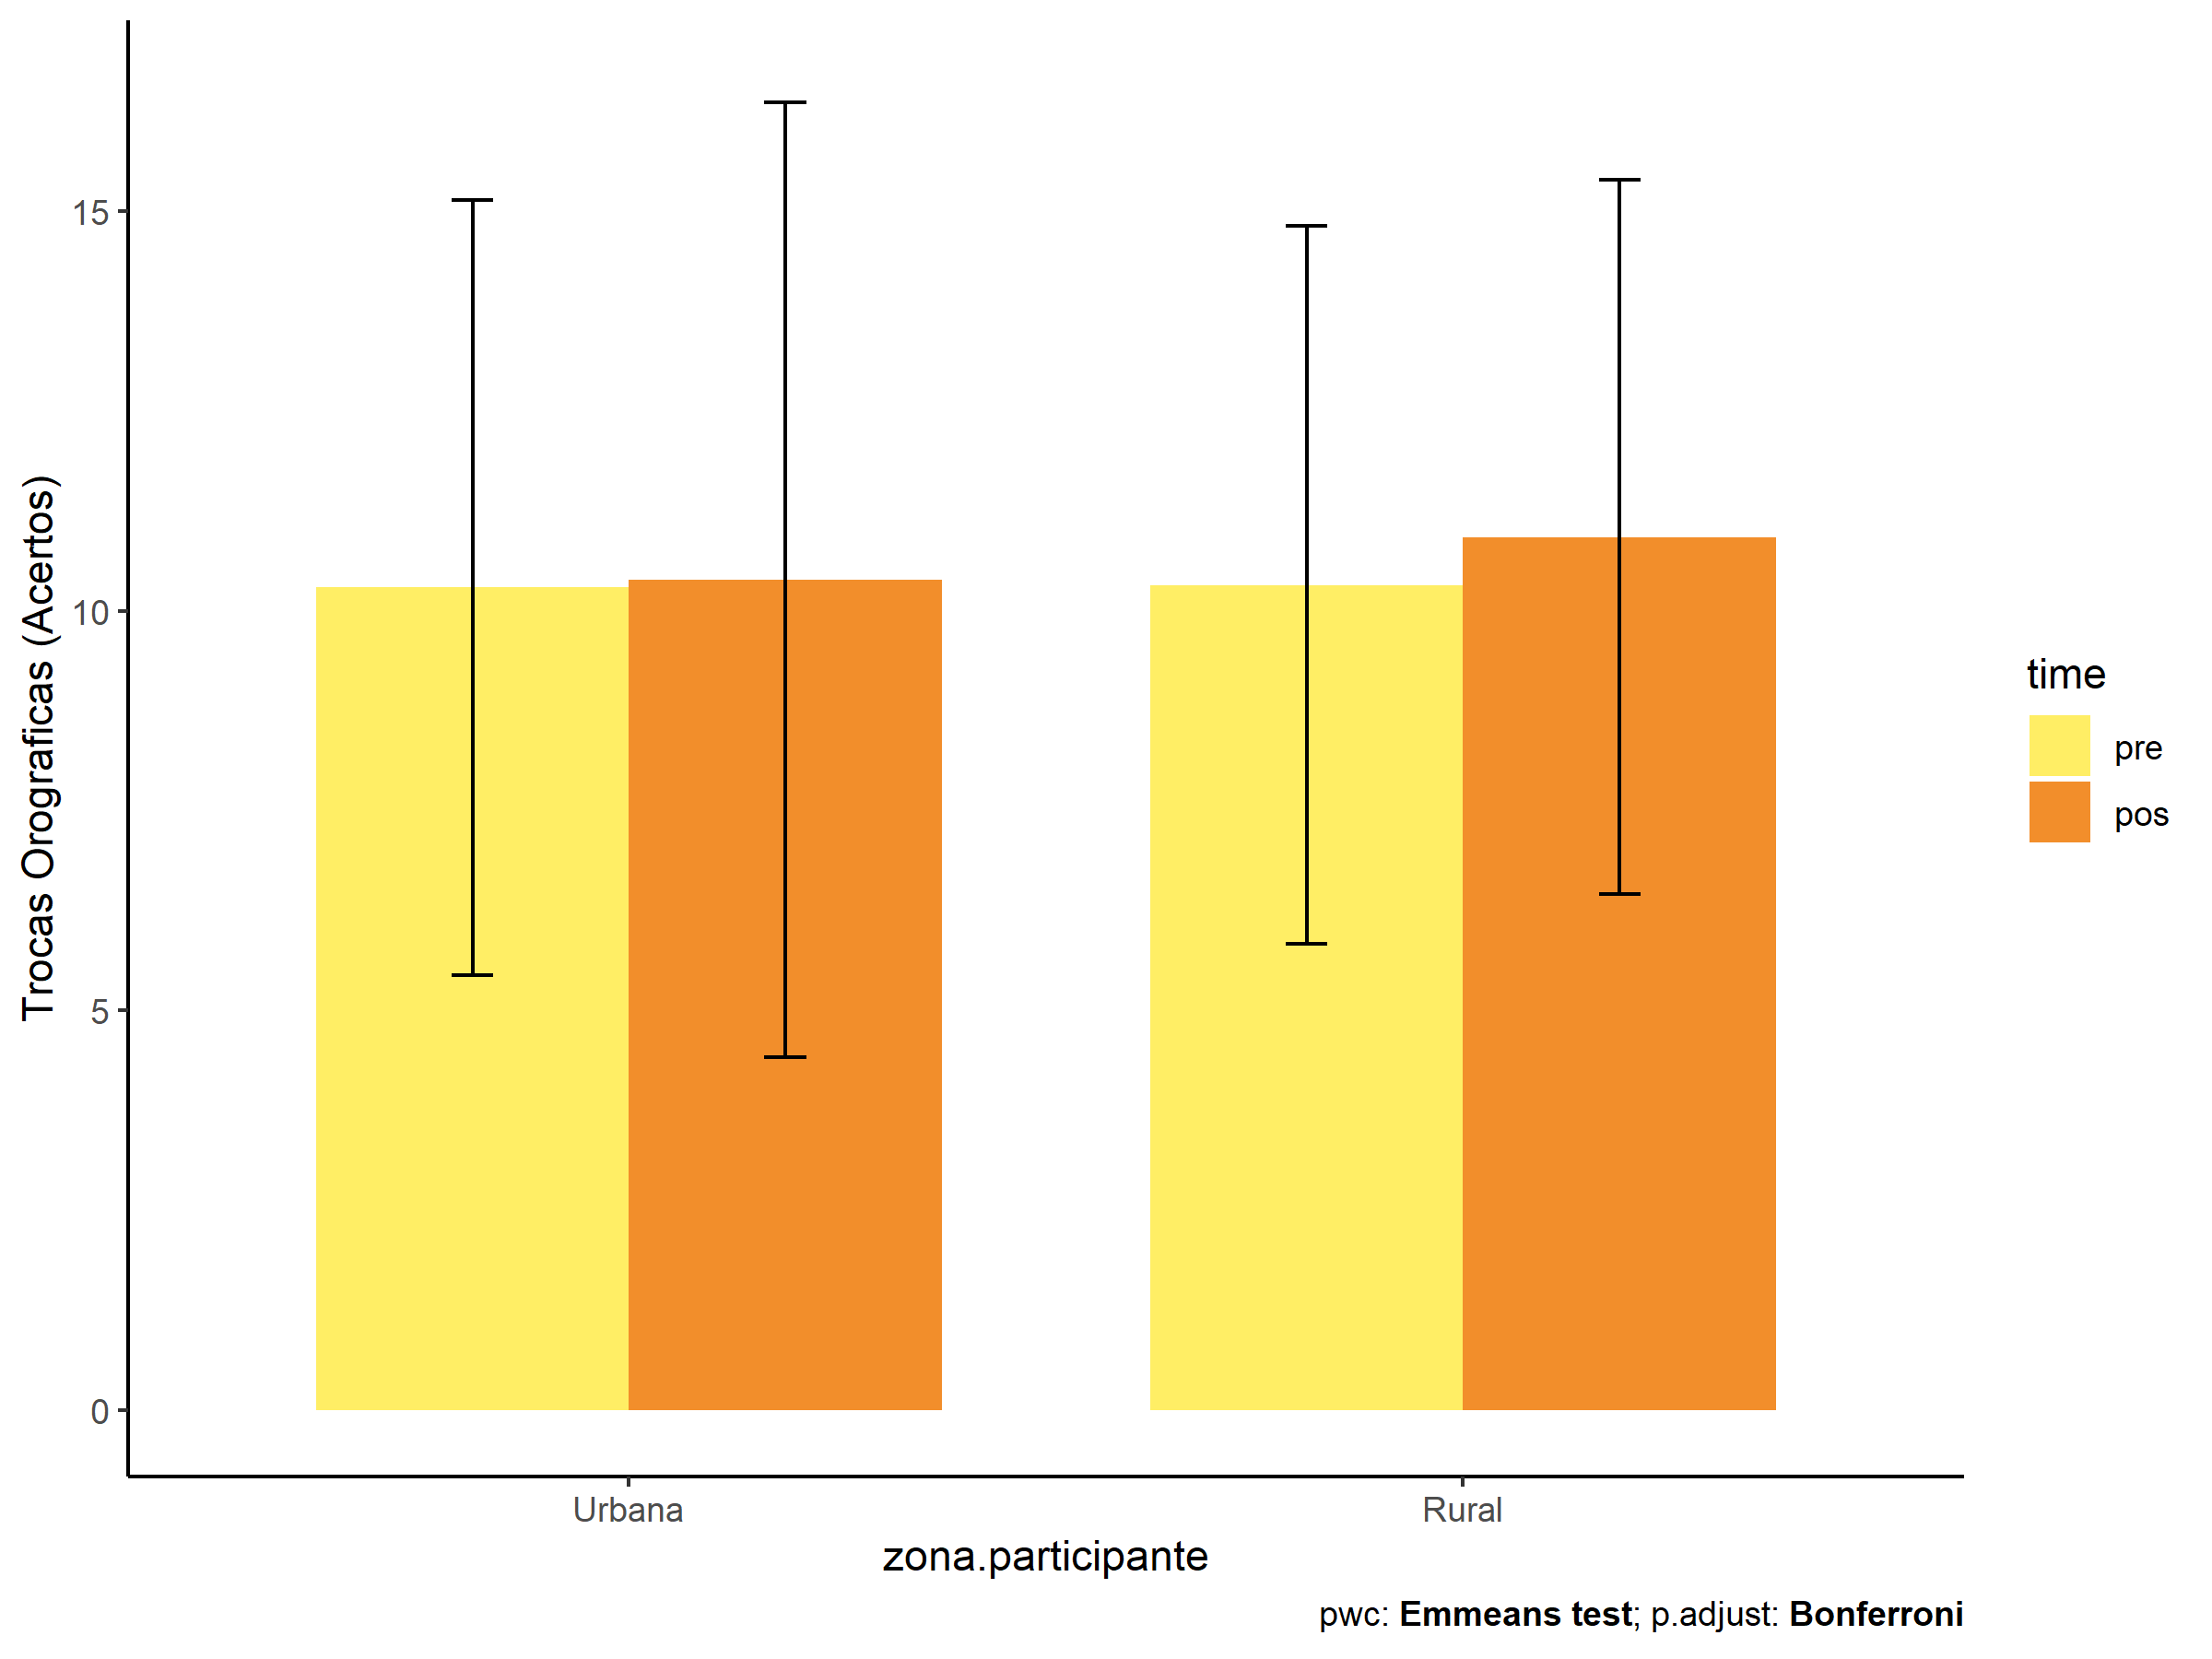 Trocas Orograficas (Acertos)
15
10
5
0
Urbana
Rural
zona.participante
time
pre
pos
pwc: Emmeans test; p.adjust: Bonferroni